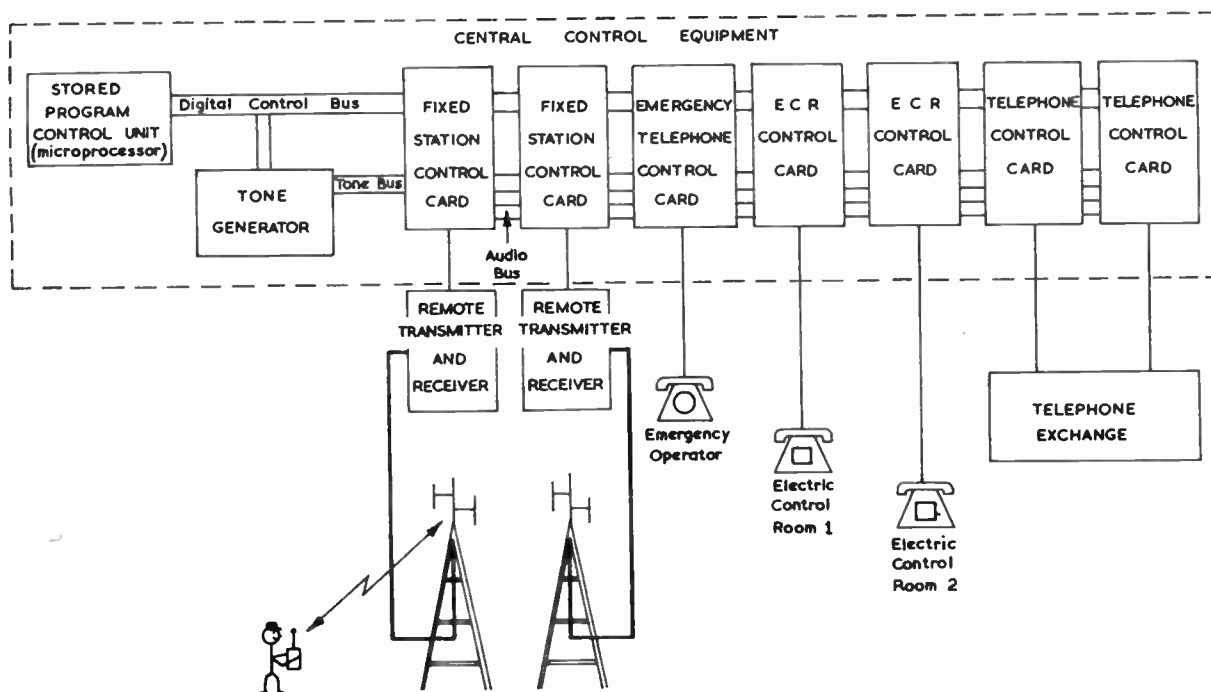 CENTRAL CONTROL EQUIPMENT
STORED
PROGRAM
CONTROL UNIT
(microprocessor)
Digital Control Bus
TONE
GENERATOR
Tone Bus
FIXED
STATION
CONTROL
CARD
FIXED
STATION
CONTROL
CARD
EMERGENCY
TELEPHONE
CONTROL
CARD
ECR
CONTROL
CARD
ECR
CONTROL
CARD
TELEPHONE
CONTROL
CARD
TELEPHONE
CONTROL
CARD
Audio
Bus
REMOTE
TRANSMITTER
AND
RECEIVER
REMOTE
TRANSMITTER
AND
RECEIVER
Emergency
Operator
Electric
Control
Room 1
Electric
Control
Room 2
TELEPHONE
EXCHANGE